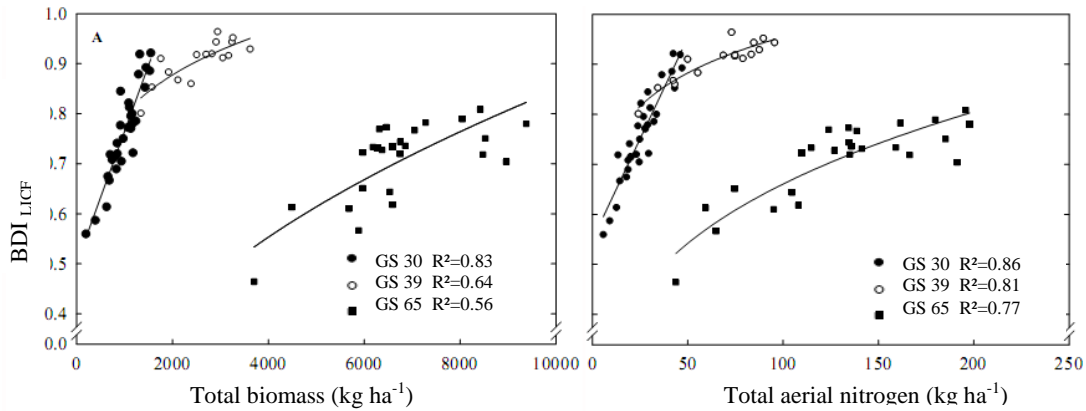 1.0
A
0.9
0.8
0.7
0.6
0.5
0.4
0.0
BDI LICF
GS 30 R²=0.83
GS 39 R²=0.64
GS 65 R²=0.56
0 2000 4000 6000 8000 10000
Total biomass (kg ha-1)
GS 30 R²=0.86
GS 39 R²=0.81
GS 65 R²=0.77
0 50 100 150 200 250
Total aerial nitrogen (kg ha-1)